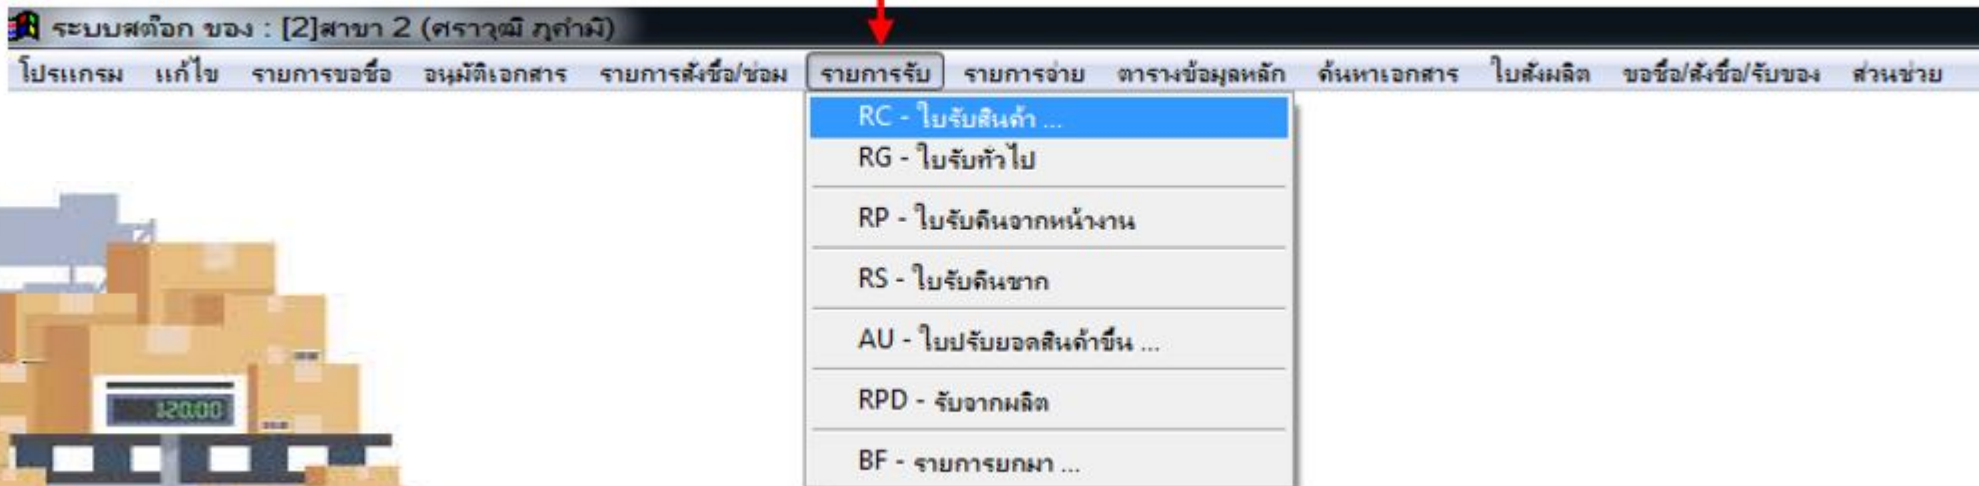 ระบบสต๊อก ของ : [2]สาขา 2 (ศราวุฒิ ภูคำมี)
โปรแกรม แก้ไข รายการขอซื้อ อนุมัติเอกสาร รายการสั่งซื้อ/ซ่อม รายการรับ รายการจ่าย ตารางข้อมูลหลัก ค้นหาเอกสาร ใบสั่งผลิต ขอซื้อ/สั่งซื้อ/รับของ ส่วนช่วย
RC - ใบรับสินค้า ...
RG - ใบรับทั่วไป
RP - ใบรับคืนจากหน้างาน
RS - ใบรับคืนซาก
AU - ใบปรับยอดสินค้าขึ้น ...
RPD - รับจากผลิต
BF - รายการยกมา ...
120.00